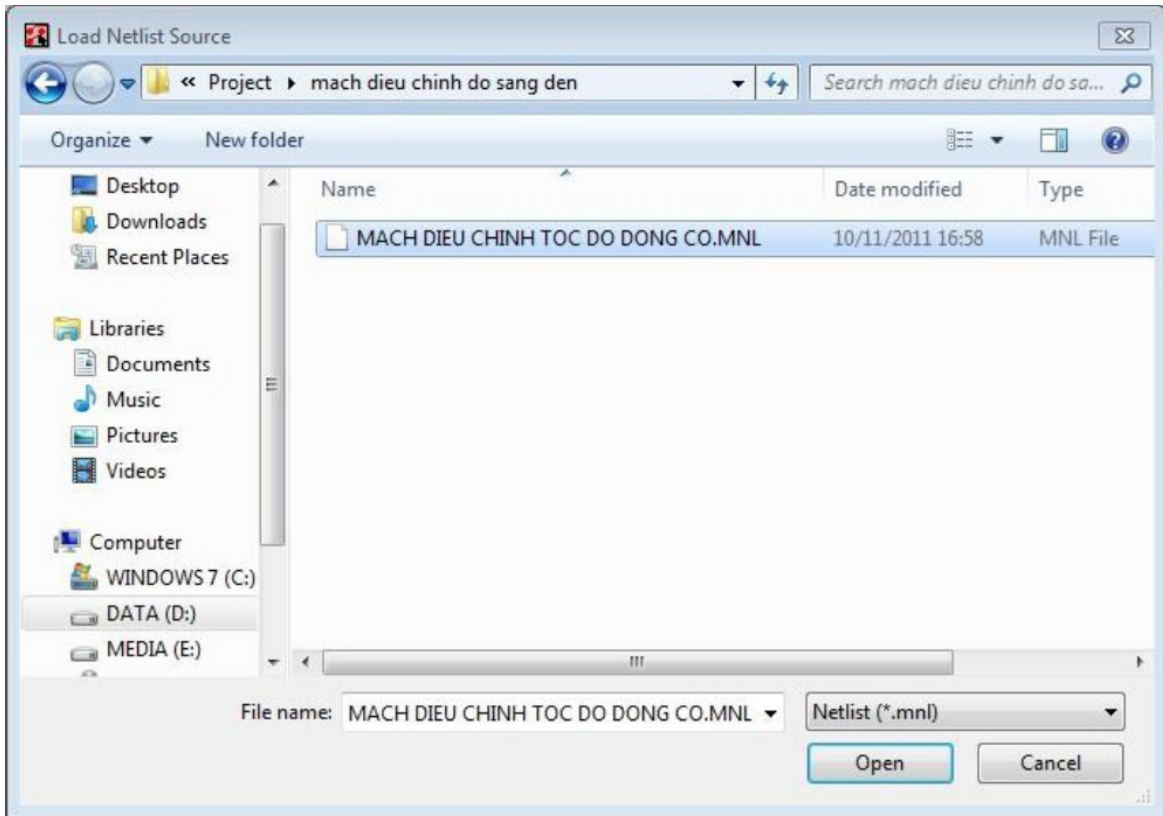 Load Netlist Source
« Project ▸ mach dieu chinh do sang den
Search mach dieu chinh do sa...
Organize ▾ New folder
Desktop
Downloads
Recent Places
Libraries
Documents
Music
Pictures
Videos
Computer
WINDOWS 7 (C:)
DATA (D:)
MEDIA (E:)
Name Date modified Type
MACH DIEU CHINH TOC DO DONG CO.MNL 10/11/2011 16:58 MNL File
File name: MACH DIEU CHINH TOC DO DONG CO.MNL Netlist (*.mnl)
Open Cancel